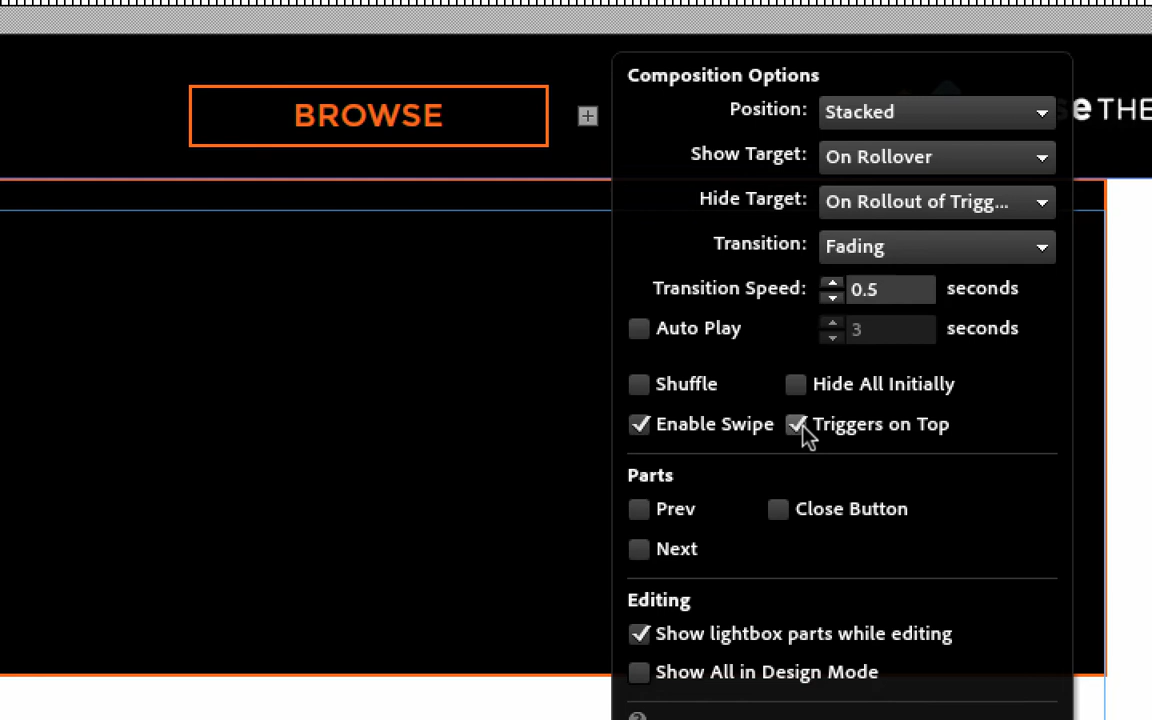 Composition Options
BROWSE
Position: Stacked
e THE
Show Target: On Rollover
Hide Target: On Rollout of Trigg...
Transition: Fading
Transition Speed: 0.5 seconds
Auto Play 3 seconds
Shuffle Hide All Initially
Enable Swipe Triggers on Top
Parts
Prev Close Button
Next
Editing
Show lightbox parts while editing
Show All in Design Mode